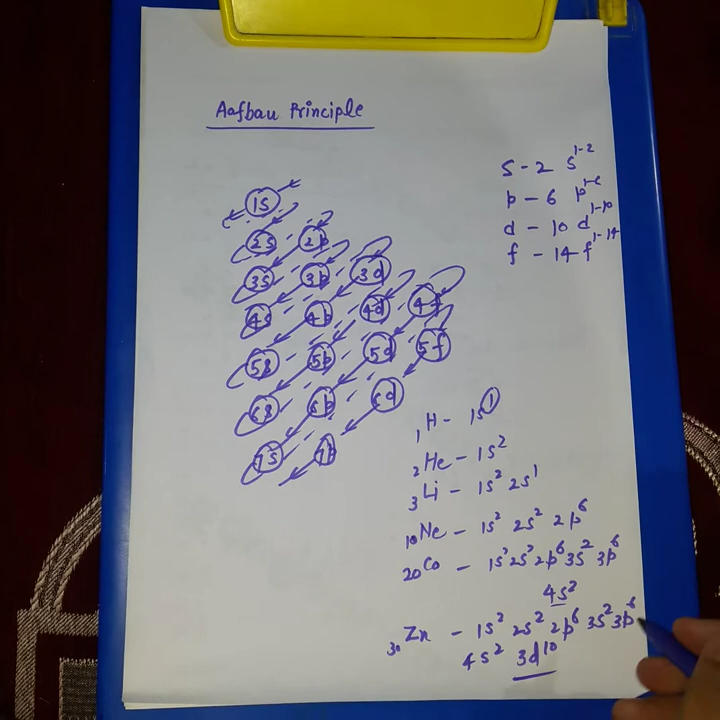 Aafbau Principle
1s
2s 2p
3s 3p 3d
4s 4p 4d 4f
5s 5p 5d 5f
6s 6p 6d
7s 7p
s - 2 s¹⁻²
p - 6 p¹⁻⁶
d - 10 d¹⁻¹⁰
f - 14 f¹⁻¹⁴
₁H - 1s¹
₂He - 1s²
₃Li - 1s² 2s¹
₁₀Ne - 1s² 2s² 2p⁶
₂₀Ca - 1s² 2s² 2p⁶ 3s² 3p⁶
4s²
₃₀Zn - 1s² 2s² 2p⁶ 3s² 3p⁶
4s² 3d¹⁰